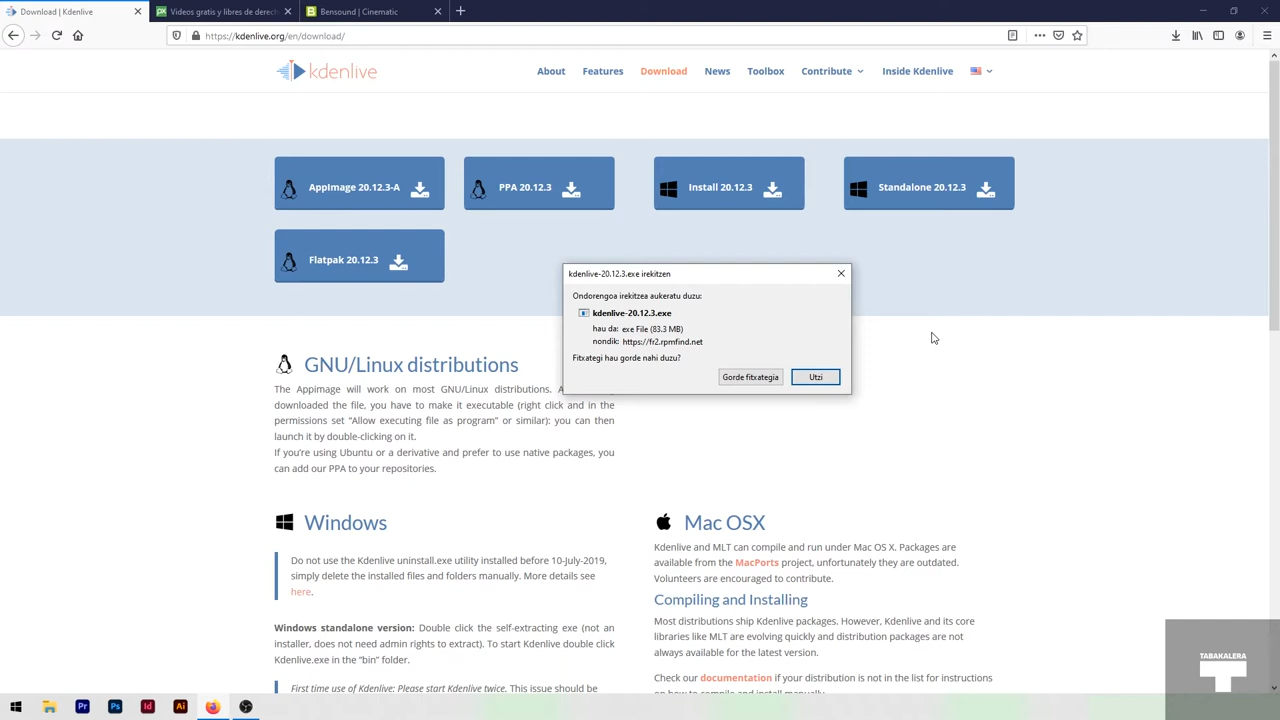 Download | Kdenlive
Videos gratis y libres de derech
Bensound | Cinematic
https://kdenlive.org/en/download/
kdenlive
About
Features
Download
News
Toolbox
Contribute
Inside Kdenlive
AppImage 20.12.3-A
PPA 20.12.3
Install 20.12.3
Standalone 20.12.3
Flatpak 20.12.3
kdenlive-20.12.3.exe irekitzen
Ondorengoa irekitzea aukeratu duzu:
kdenlive-20.12.3.exe
hau da: exe File (83.3 MB)
nondik: https://fr2.rpmfind.net
Fitxategi hau gorde nahi duzu?
Gorde fitxategia
Utzi
GNU/Linux distributions
The Appimage will work on most GNU/Linux distributions.
downloaded the file, you have to make it executable (right click and in the
permissions set “Allow executing file as program” or similar): you can then
launch it by double-clicking on it.
If you’re using Ubuntu or a derivative and prefer to use native packages, you
can add our PPA to your repositories.
Windows
Do not use the Kdenlive uninstall.exe utility installed before 10-July-2019,
simply delete the installed files and folders manually. More details see
here.
Windows standalone version: Double click the self-extracting exe (not an
installer, does not need admin rights to extract). To start Kdenlive double click
Kdenlive.exe in the “bin” folder.
First time use of Kdenlive: Please start Kdenlive twice. This issue should be
Mac OSX
Kdenlive and MLT can compile and run under Mac OS X. Packages are
available from the MacPorts project, unfortunately they are outdated.
Volunteers are encouraged to contribute.
Compiling and Installing
Most distributions ship Kdenlive packages. However, Kdenlive and its core
libraries like MLT are evolving quickly and distribution packages are not
always available for the latest version.
Check our documentation if your distribution is not in the list for instructions
on how to compile and install manually.
TABAKALERA
Pr
Ps
Id
Ai